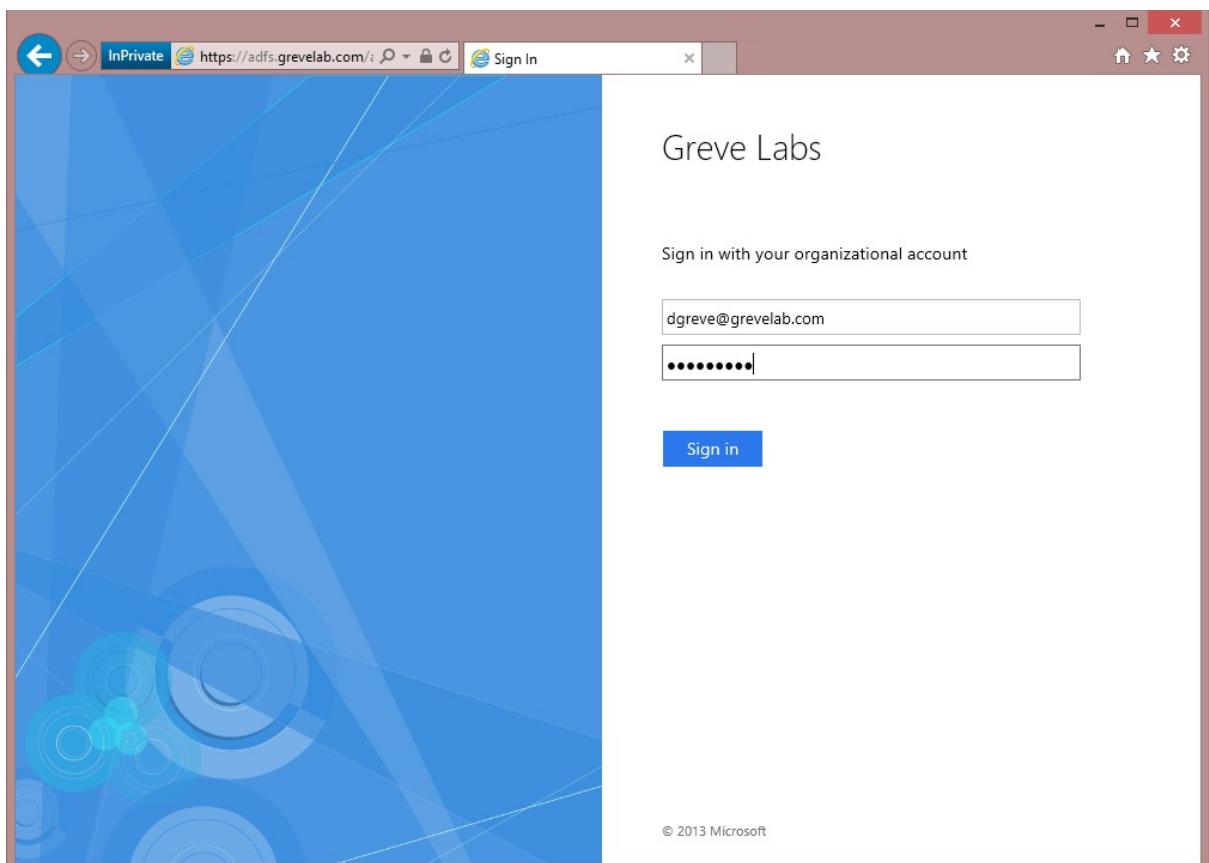 InPrivate https://adfs.grevelab.com/a Sign In
Greve Labs
Sign in with your organizational account
dgreve@grevelab.com
•••••••••
Sign in
© 2013 Microsoft